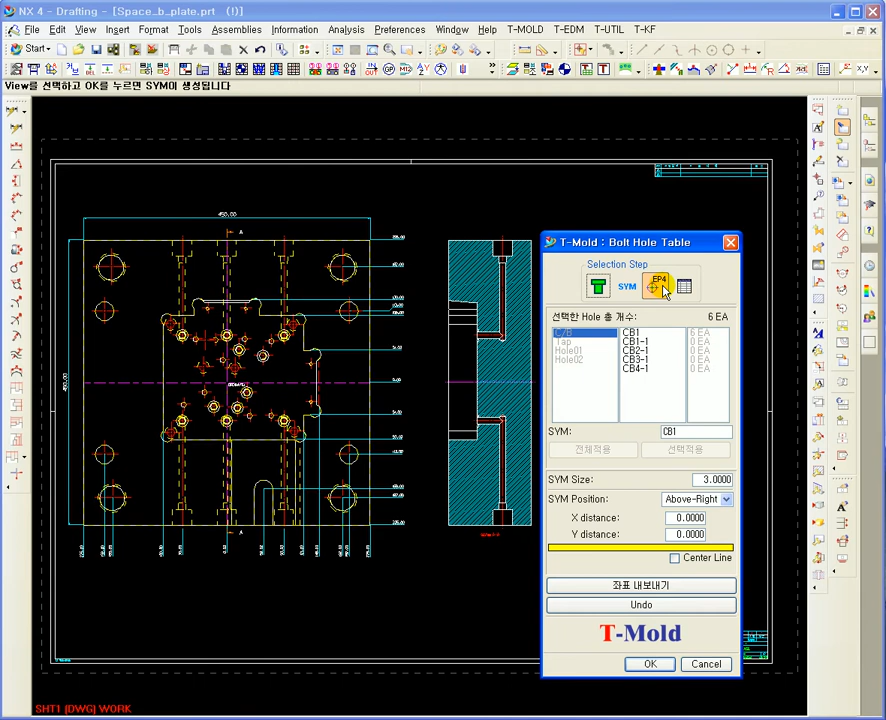 NX 4 - Drafting - [Space_b_plate.prt (!)]
File Edit View Insert Format Tools Assemblies Information Analysis Preferences Window Help T-MOLD T-EDM T-UTIL T-KF
Start
View를 선택하고 OK를 누르면 SYM이 생성됩니다
450.00
A
450.00
A
T-Mold : Bolt Hole Table
Selection Step
SYM
EP4
선택한 Hole 총 개수: 6 EA
C/B CB1 6 EA
Tap CB1-1 0 EA
Hole01 CB2-1 0 EA
Hole02 CB3-1 0 EA
CB4-1 0 EA
SYM: CB1
전체적용 선택적용
SYM Size: 3.0000
SYM Position: Above-Right
X distance: 0.0000
Y distance: 0.0000
Center Line
좌표 내보내기
Undo
T-Mold
OK Cancel
SHT1 (DWG) WORK